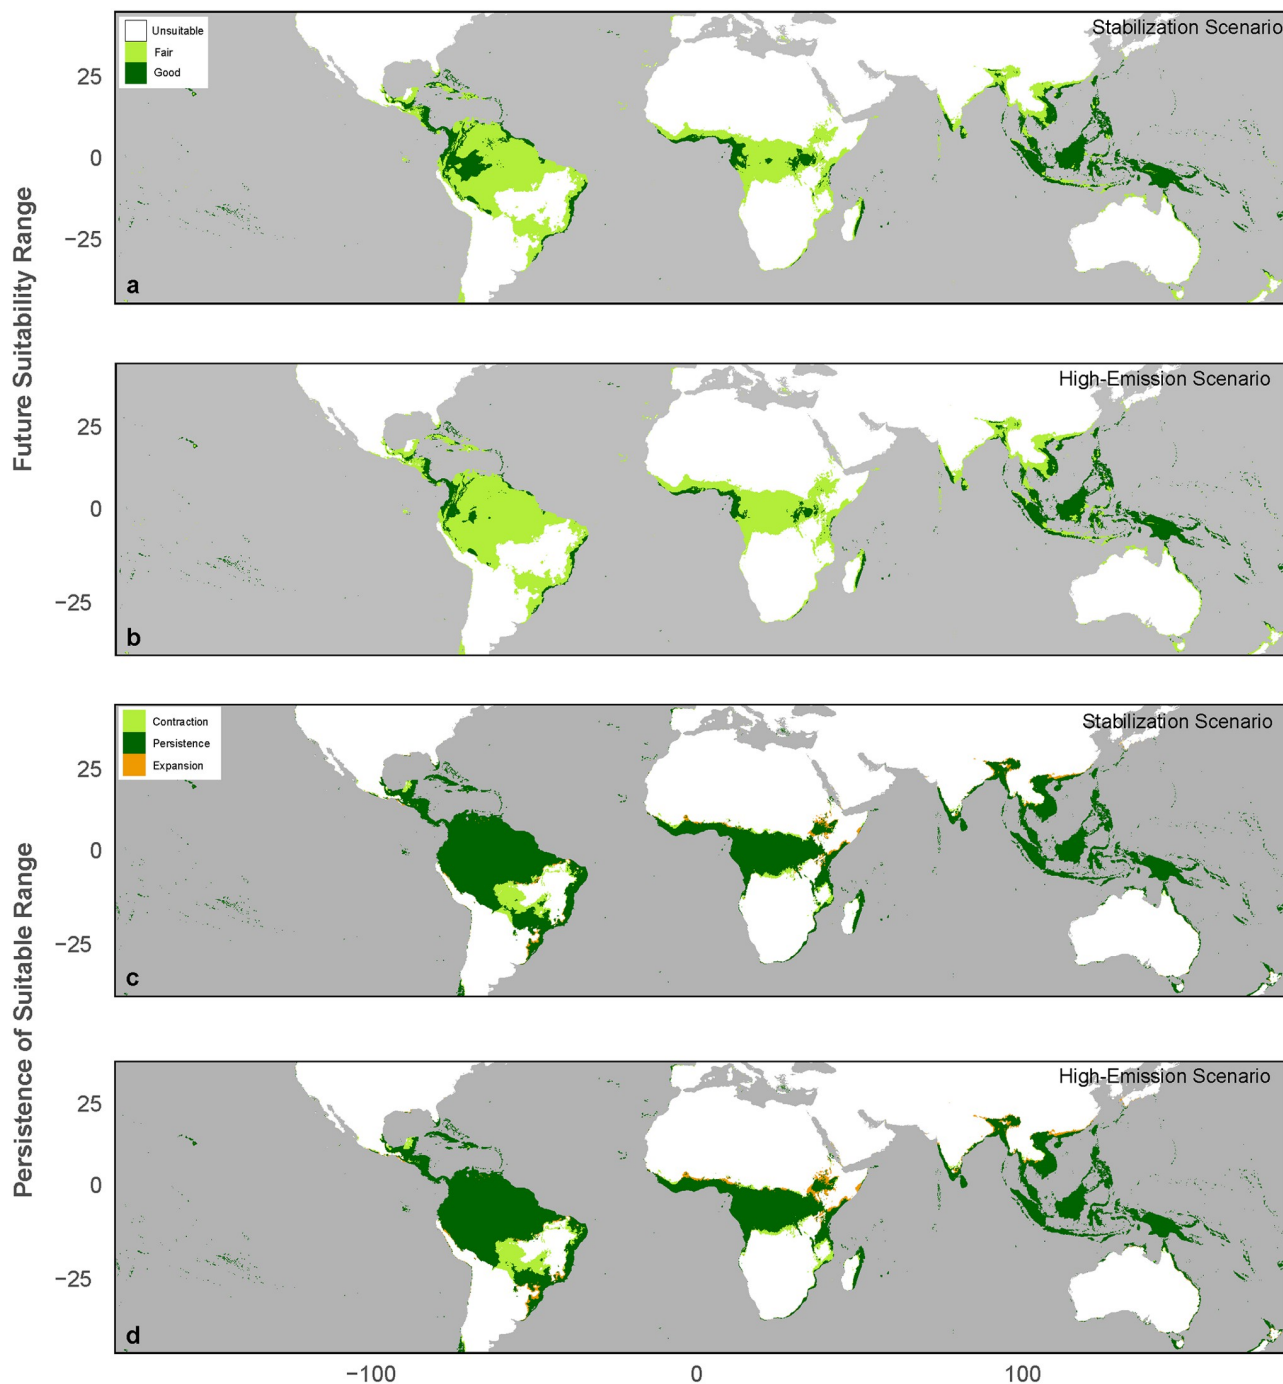 Future Suitability Range
Unsuitable
Fair
Good
Stabilization Scenario
25
0
−25
a
High-Emission Scenario
25
0
−25
b
Persistence of Suitable Range
Contraction
Persistence
Expansion
Stabilization Scenario
25
0
−25
c
High-Emission Scenario
25
0
−25
d
−100
0
100